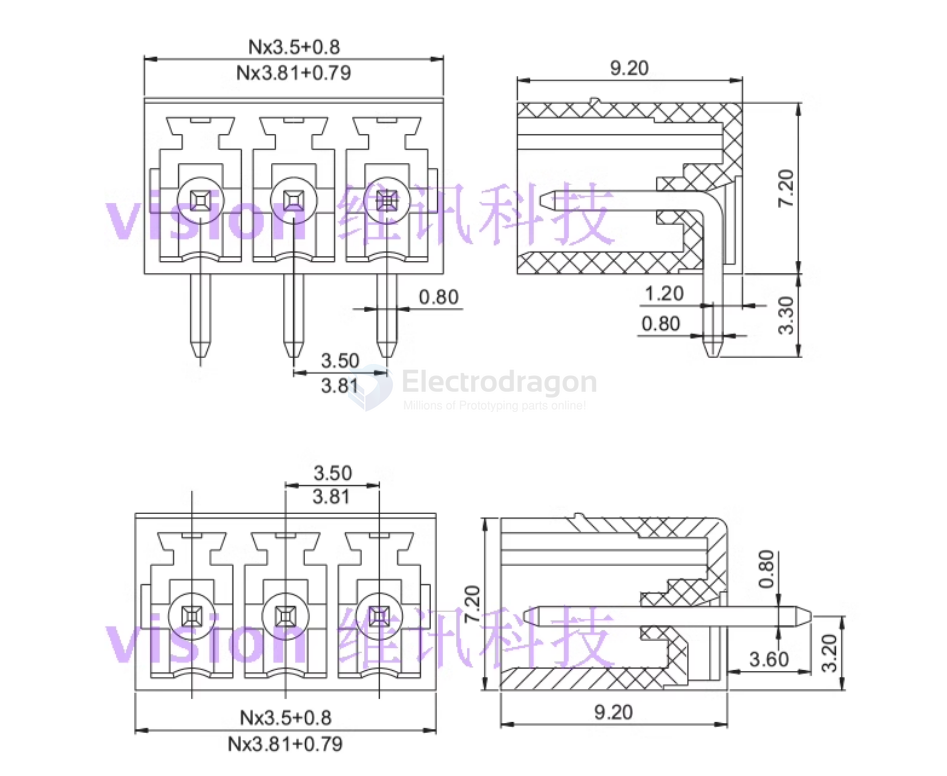 Nx3.5+0.8
Nx3.81+0.79
9.20
7.20
vision 维讯科技
0.80
1.20
0.80
3.30
3.50
3.81
Electrodragon
Millions of Prototyping parts online!
3.50
3.81
7.20
0.80
vision 维讯科技
3.60
3.20
Nx3.5+0.8
Nx3.81+0.79
9.20